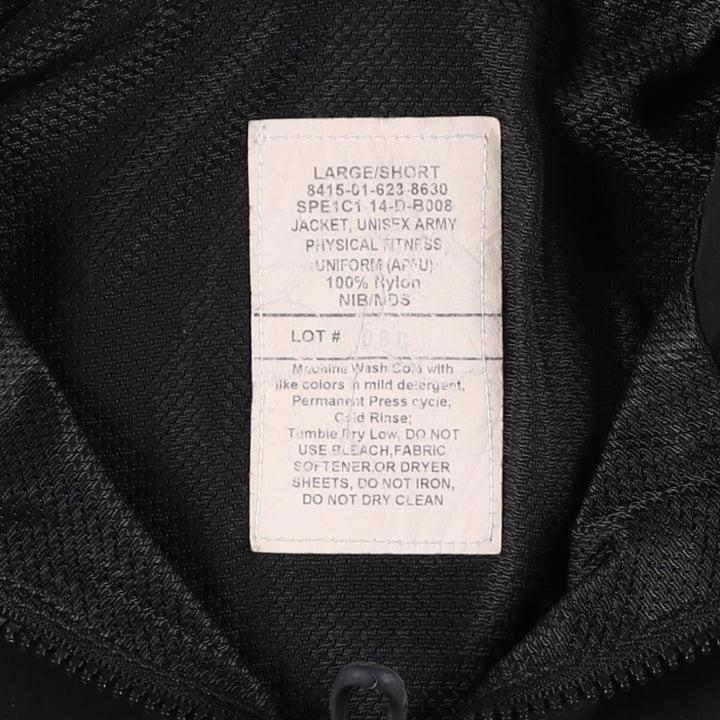 LARGE/SHORT
8415-01-623-8630
SPE1C1-14-D-B008
JACKET, UNISEX ARMY
PHYSICAL FITNESS
UNIFORM (APFU)
100% Nylon
NIB/NDS
LOT #
Machine Wash Cold with
like colors in mild detergent,
Permanent Press cycle;
Cold Rinse;
Tumble Dry Low, DO NOT
USE BLEACH,FABRIC
SOFTENER,OR DRYER
SHEETS, DO NOT IRON,
DO NOT DRY CLEAN